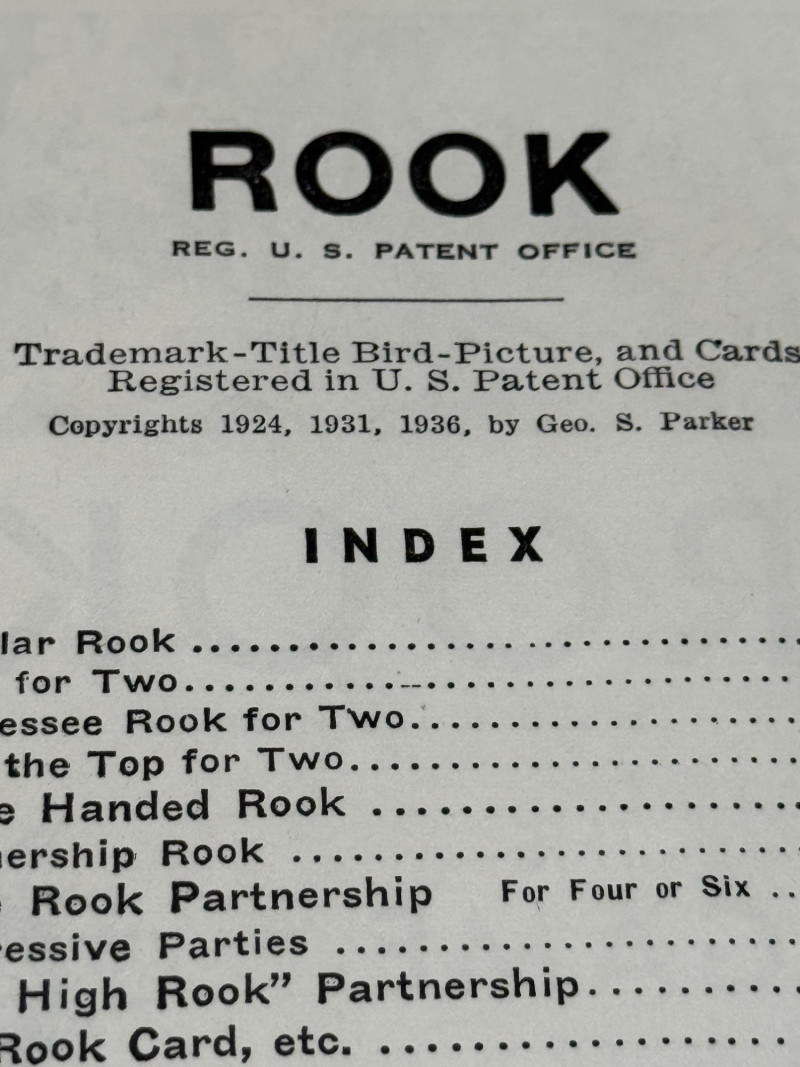 ROOK
REG. U. S. PATENT OFFICE
Trademark-Title Bird-Picture, and Cards
Registered in U. S. Patent Office
Copyrights 1924, 1931, 1936, by Geo. S. Parker
INDEX
lar Rook ........................................
for Two........................................
essee Rook for Two..............................
the Top for Two..............................
e Handed Rook ..............................
nership Rook ..............................
Rook Partnership For Four or Six ..
ressive Parties ..............................
High Rook” Partnership..........
Rook Card, etc. ....................